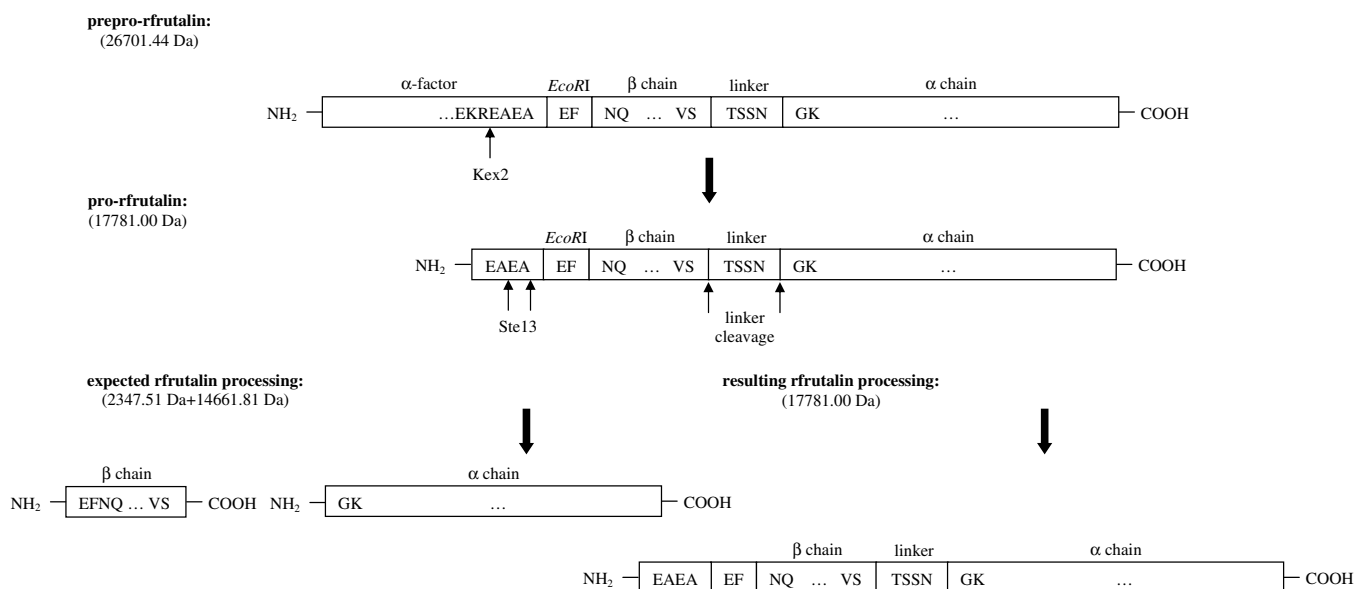 prepro-rfrutalin:
(26701.44 Da)
α-factor EcoRI β chain linker α chain
NH2 …EKREAEA EF NQ … VS TSSN GK … COOH
Kex2
pro-rfrutalin:
(17781.00 Da)
EcoRI β chain linker α chain
NH2 EAEA EF NQ … VS TSSN GK … COOH
Ste13
linker
cleavage
expected rfrutalin processing:
(2347.51 Da+14661.81 Da)
resulting rfrutalin processing:
(17781.00 Da)
β chain α chain
NH2 EFNQ … VS COOH NH2 GK … COOH
β chain linker α chain
NH2 EAEA EF NQ … VS TSSN GK … COOH